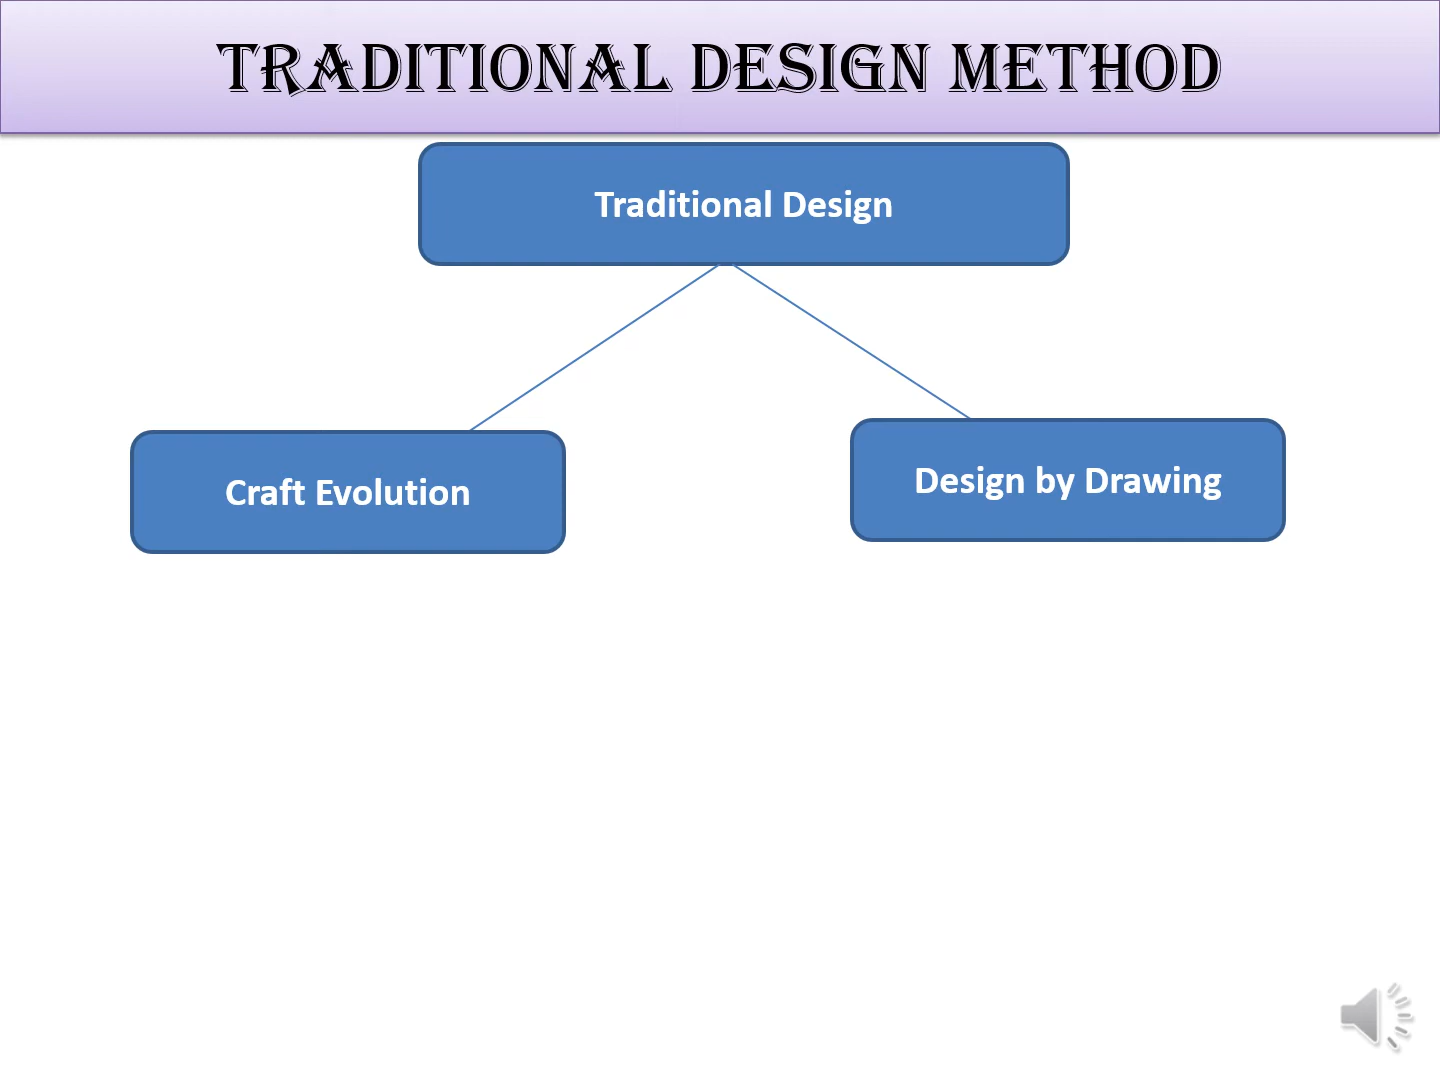 TRADITIONAL DESIGN METHOD
Traditional Design
Craft Evolution
Design by Drawing